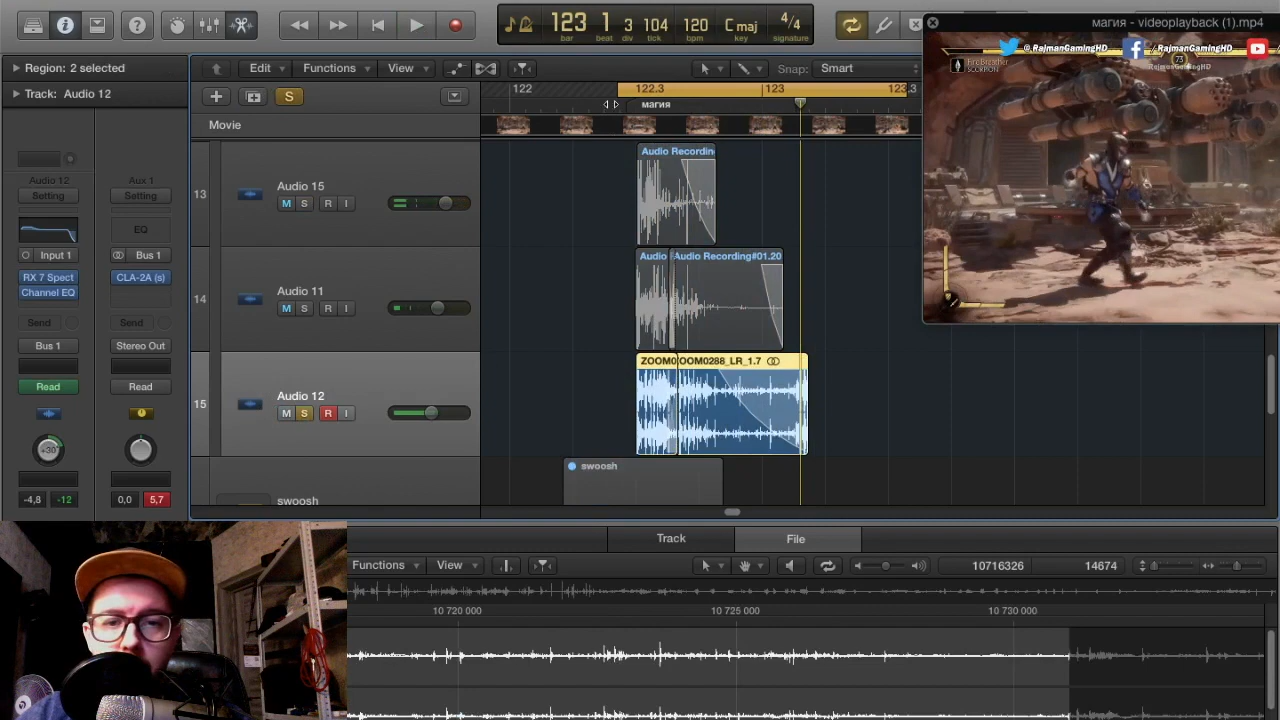 123 1 3 104 120 C maj 4/4
bar beat div tick bpm key signature
магия - videoplayback (1).mp4
@RajmanGamingHD /RajmanGamingHD
RajmanGamingHD
73
FireBreather
SCORPION
Region: 2 selected
Track: Audio 12
Edit Functions View Snap: Smart
S
122 122.3 123 123.3
магия
Movie
Audio 12 Aux 1
Setting Setting
EQ
Input 1 Bus 1
RX 7 Spect CLA-2A (s)
Channel EQ
Send Send
Bus 1 Stereo Out
Read Read
+30
-4,8 -12 0,0 5,7
13 Audio 15
M S R I
Audio Recordin
14 Audio 11
M S R I
Audio Audio Recording#01.20
15 Audio 12
M S R I
ZOOM0 OOM0288_LR_1.7
swoosh
swoosh
Track File
Functions View 10716326 14674
10 720 000 10 725 000 10 730 000